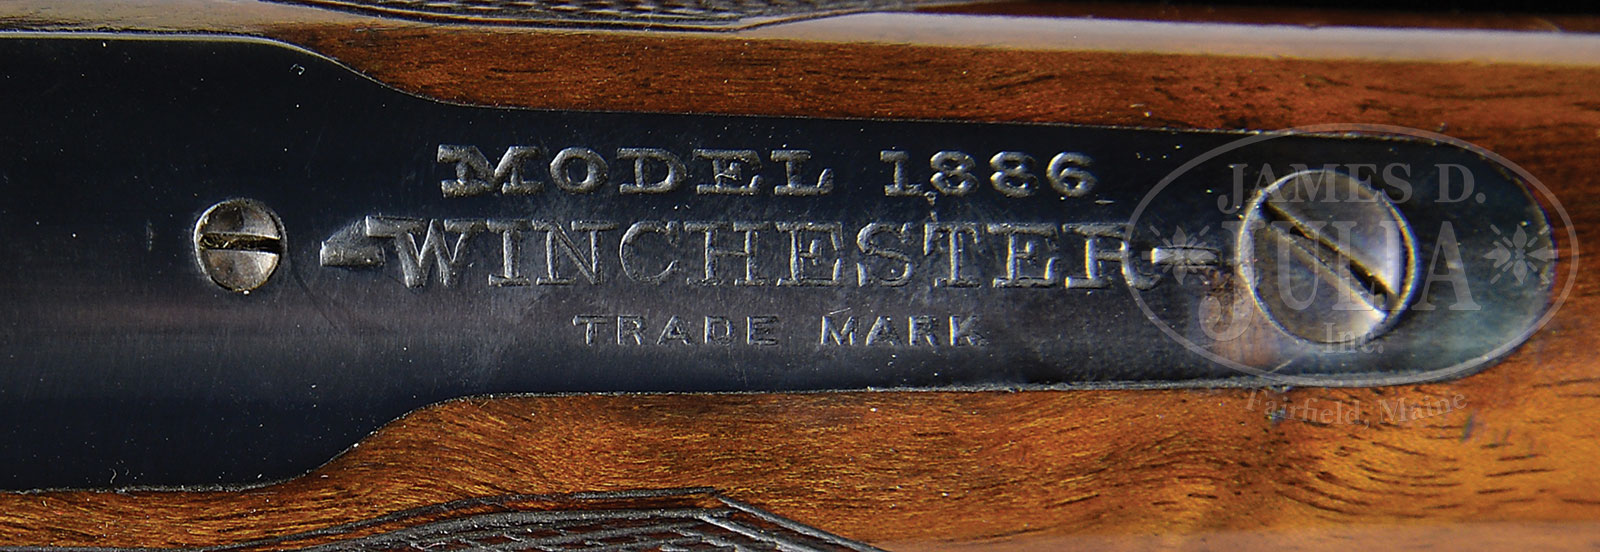 MODEL 1886
-WINCHESTER-
TRADE MARK
JAMES D.
JULIA
Inc.
Fairfield, Maine